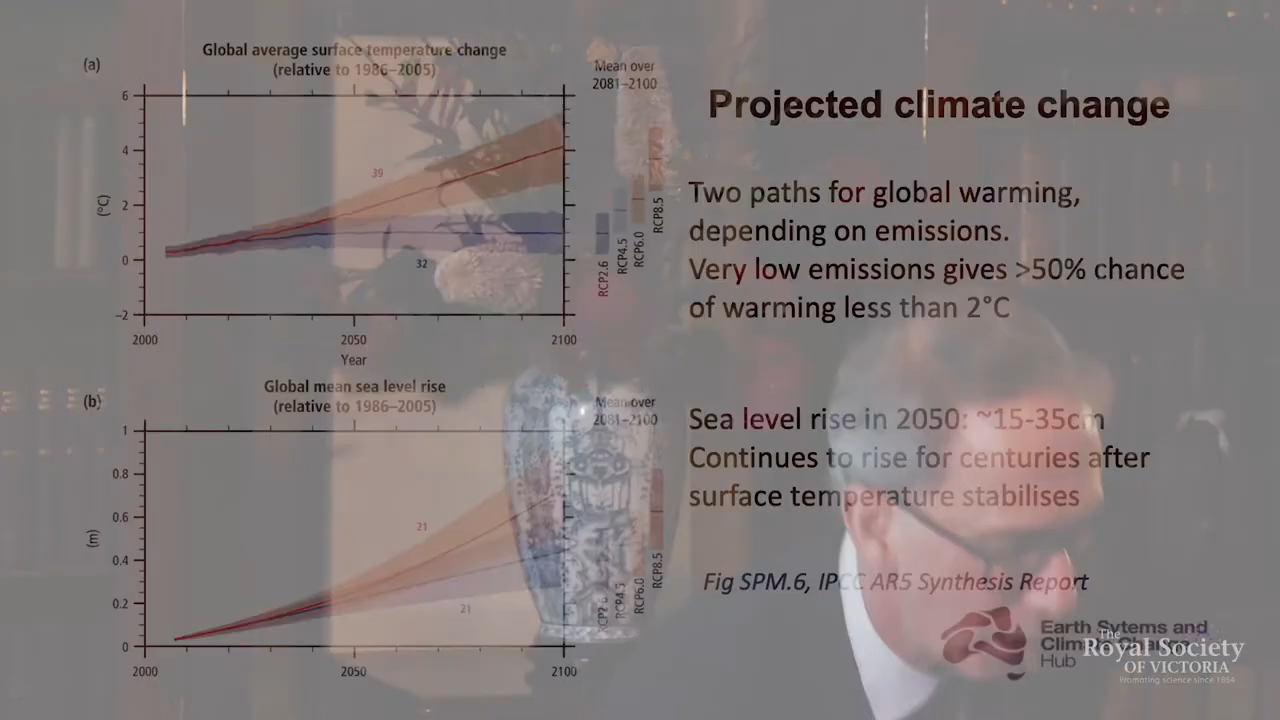 (a)
Global average surface temperature change
(relative to 1986–2005)
Mean over
2081–2100
6
4
2
0
−2
(°C)
39
32
RCP2.6
RCP4.5
RCP6.0
RCP8.5
2000
2050
2100
Year
(b)
Global mean sea level rise
(relative to 1986–2005)
Mean over
2081–2100
1
0.8
0.6
0.4
0.2
0
(m)
21
21
RCP2.6
RCP4.5
RCP6.0
RCP8.5
2000
2050
2100
Projected climate change
Two paths for global warming,
depending on emissions.
Very low emissions gives >50% chance
of warming less than 2°C
Sea level rise in 2050: ~15-35cm
Continues to rise for centuries after
surface temperature stabilises
Fig SPM.6, IPCC AR5 Synthesis Report
Earth Sytems and
Climate Change
Hub
The
Royal Society
OF VICTORIA
Promoting science since 1854